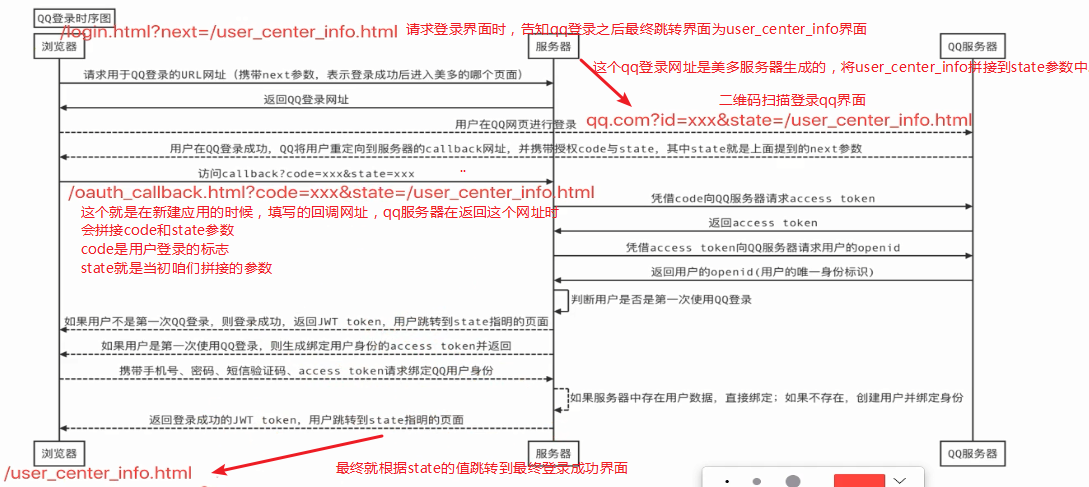 QQ登录时序图
/login.html?next=/user_center_info.html
请求登录界面时，告知qq登录之后最终跳转界面为user_center_info界面
浏览器
服务器
QQ服务器
请求用于QQ登录的URL网址（携带next参数，表示登录成功后进入美多的哪个页面）
这个qq登录网址是美多服务器生成的，将user_center_info拼接到state参数中
返回QQ登录网址
二维码扫描登录qq界面
用户在QQ网页进行登录
qq.com?id=xxx&state=/user_center_info.html
用户在QQ登录成功，QQ将用户重定向到服务器的callback网址，并携带授权code与state，其中state就是上面提到的next参数
访问callback?code=xxx&state=xxx
..
/oauth_callback.html?code=xxx&state=/user_center_info.html
凭借code向QQ服务器请求access token
这个就是在新建应用的时候，填写的回调网址，qq服务器在返回这个网址时
会拼接code和state参数
code是用户登录的标志
state就是当初咱们拼接的参数
返回access token
凭借access token向QQ服务器请求用户的openid
返回用户的openid(用户的唯一身份标识)
判断用户是否是第一次使用QQ登录
如果用户不是第一次QQ登录，则登录成功，返回JWT token，用户跳转到state指明的页面
如果用户是第一次使用QQ登录，则生成绑定用户身份的access token并返回
携带手机号、密码、短信验证码、access token请求绑定QQ用户身份
如果服务器中存在用户数据，直接绑定；如果不存在，创建用户并绑定身份
返回登录成功的JWT token，用户跳转到state指明的页面
浏览器
服务器
QQ服务器
/user_center_info.html
最终就根据state的值跳转到最终登录成功界面